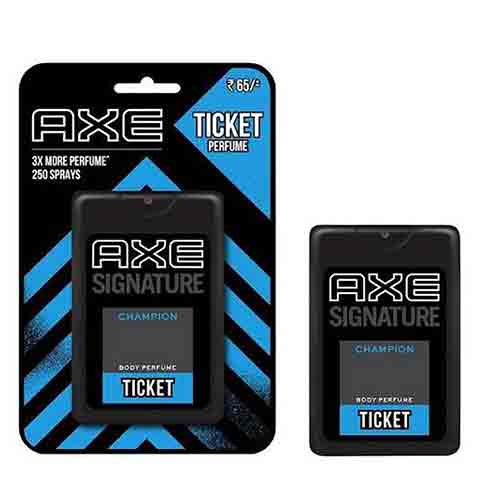 ₹ 65/-*
AXE
TICKET
PERFUME
3X MORE PERFUME*
250 SPRAYS
AXE
SIGNATURE
CHAMPION
BODY PERFUME
TICKET
AXE
SIGNATURE
CHAMPION
BODY PERFUME
TICKET